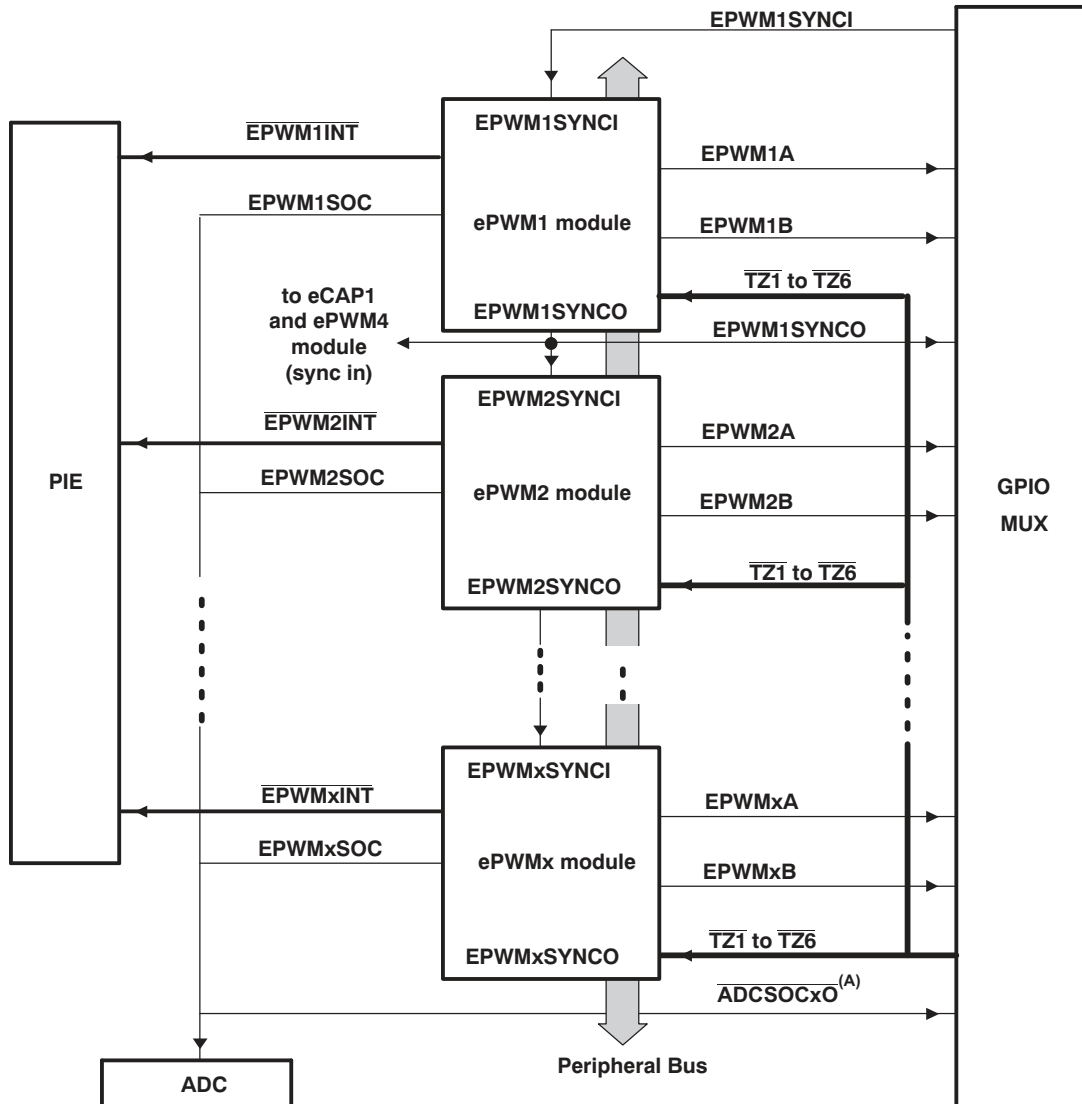 EPWM1SYNCI
EPWM1SYNCI
EPWM1INT
EPWM1A
EPWM1SOC
ePWM1 module
EPWM1B
TZ1 to TZ6
to eCAP1
and ePWM4
module
(sync in)
EPWM1SYNCO
EPWM1SYNCO
EPWM2SYNCI
EPWM2INT
EPWM2A
PIE
EPWM2SOC
ePWM2 module
EPWM2B
GPIO
MUX
TZ1 to TZ6
EPWM2SYNCO
EPWMxSYNCI
EPWMxINT
EPWMxA
EPWMxSOC
ePWMx module
EPWMxB
TZ1 to TZ6
EPWMxSYNCO
ADCSOCxO(A)
Peripheral Bus
ADC